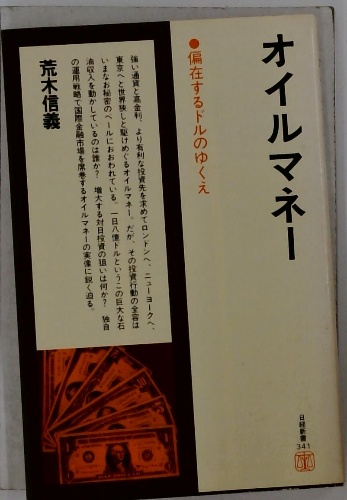 オイルマネー
●偏在するドルのゆくえ
強い通貨と高金利、より有利な投資先を求めてロンドンへ、ニューヨークへ、
東京へと世界狭しと駆けめぐるオイルマネー。だが、その投資行動の全容は
いまなお秘密のベールにおおわれている。一日八億ドルというこの巨大な石
油収入を動かしているのは誰か？ 増大する対日投資の狙いは何か？ 独自
の運用戦略で国際金融市場を席巻するオイルマネーの実像に鋭く迫る。
荒木信義
日経新書
341